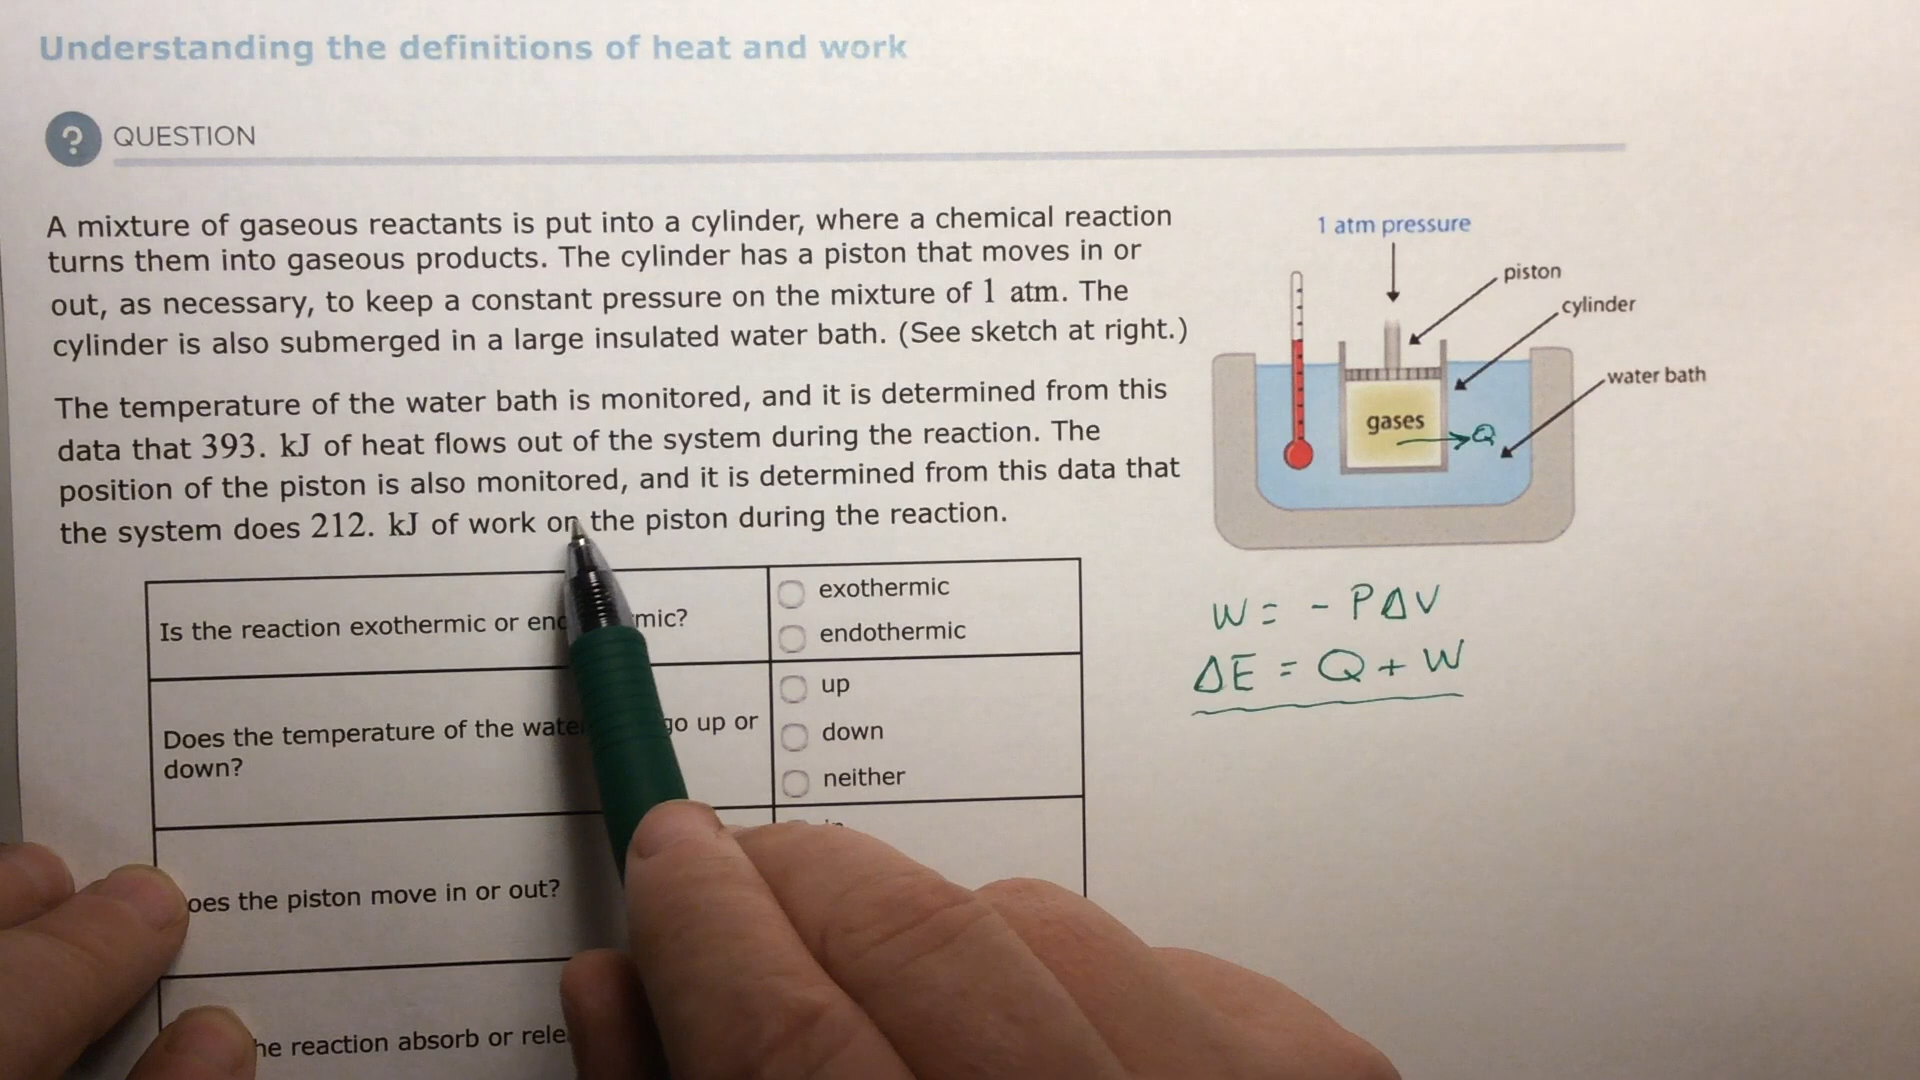 Understanding the definitions of heat and work
? QUESTION
A mixture of gaseous reactants is put into a cylinder, where a chemical reaction
turns them into gaseous products. The cylinder has a piston that moves in or
out, as necessary, to keep a constant pressure on the mixture of 1 atm. The
cylinder is also submerged in a large insulated water bath. (See sketch at right.)
The temperature of the water bath is monitored, and it is determined from this
data that 393. kJ of heat flows out of the system during the reaction. The
position of the piston is also monitored, and it is determined from this data that
the system does 212. kJ of work on the piston during the reaction.
1 atm pressure
piston
cylinder
water bath
gases
Q
W = - PΔV
ΔE = Q + W
Is the reaction exothermic or mic?
exothermic
endothermic
Does the temperature of the go up or
down?
up
down
neither
oes the piston move in or out?
he reaction absorb or rele